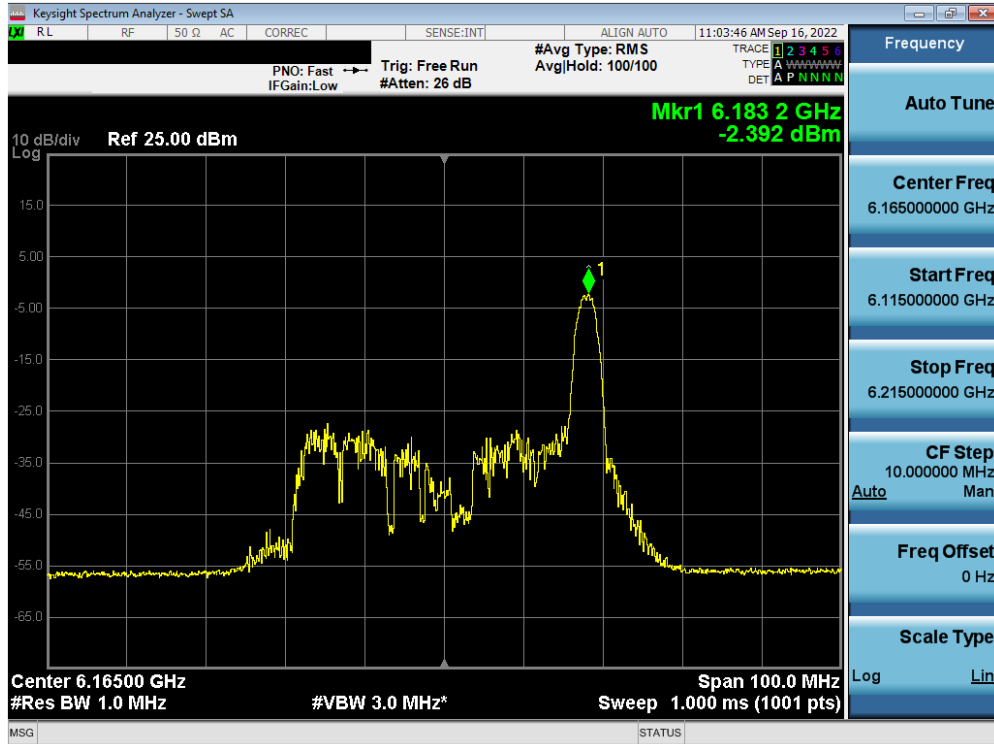 Keysight Spectrum Analyzer - Swept SA
LXI RL RF 50 Ω AC CORREC SENSE:INT ALIGN AUTO 11:03:46 AM Sep 16, 2022
PNO: Fast
IFGain:Low
Trig: Free Run
#Atten: 26 dB
#Avg Type: RMS
Avg|Hold: 100/100
TRACE 1 2 3 4 5 6
TYPE A WWWWW
DET A P N N N N
Mkr1 6.183 2 GHz
-2.392 dBm
10 dB/div Ref 25.00 dBm
Log
15.0
5.00
1
-5.00
-15.0
-25.0
-35.0
-45.0
-55.0
-65.0
Center 6.16500 GHz Span 100.0 MHz
#Res BW 1.0 MHz #VBW 3.0 MHz* Sweep 1.000 ms (1001 pts)
MSG STATUS
Frequency
Auto Tune
Center Freq
6.165000000 GHz
Start Freq
6.115000000 GHz
Stop Freq
6.215000000 GHz
CF Step
10.000000 MHz
Auto Man
Freq Offset
0 Hz
Scale Type
Log Lin